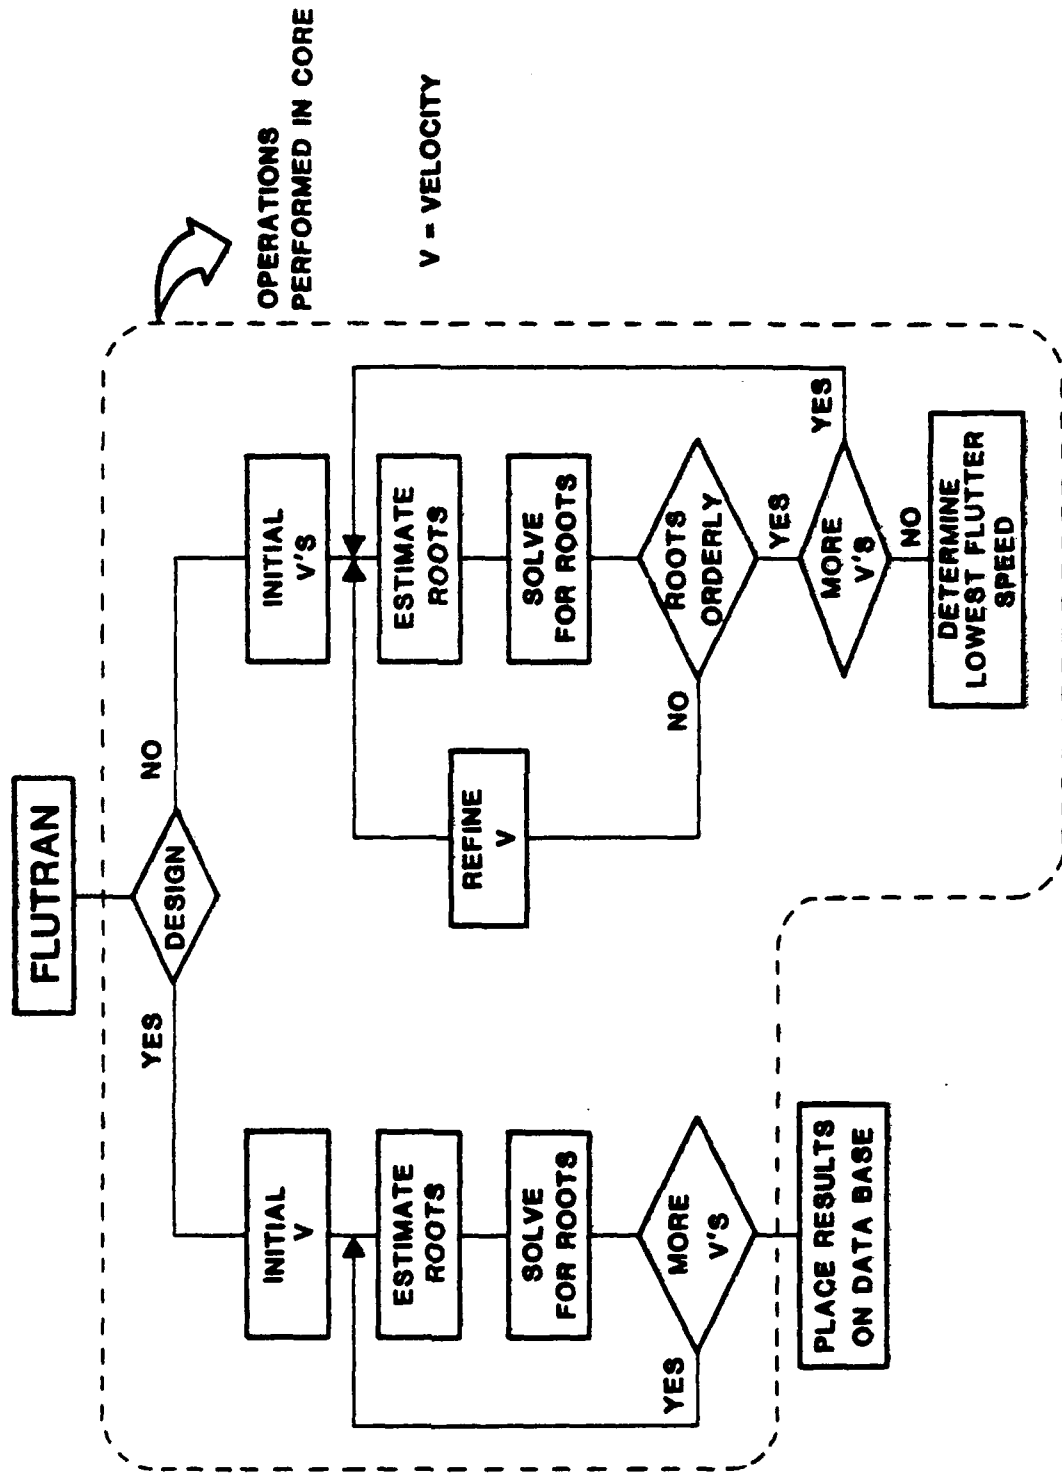 FLUTRAN
OPERATIONS
PERFORMED IN CORE
V = VELOCITY
DESIGN
YES
NO
INITIAL
V
ESTIMATE
ROOTS
SOLVE
FOR ROOTS
MORE
V'S
YES
PLACE RESULTS
ON DATA BASE
INITIAL
V'S
ESTIMATE
ROOTS
SOLVE
FOR ROOTS
ROOTS
ORDERLY
NO
REFINE
V
YES
MORE
V'S
YES
NO
DETERMINE
LOWEST FLUTTER
SPEED